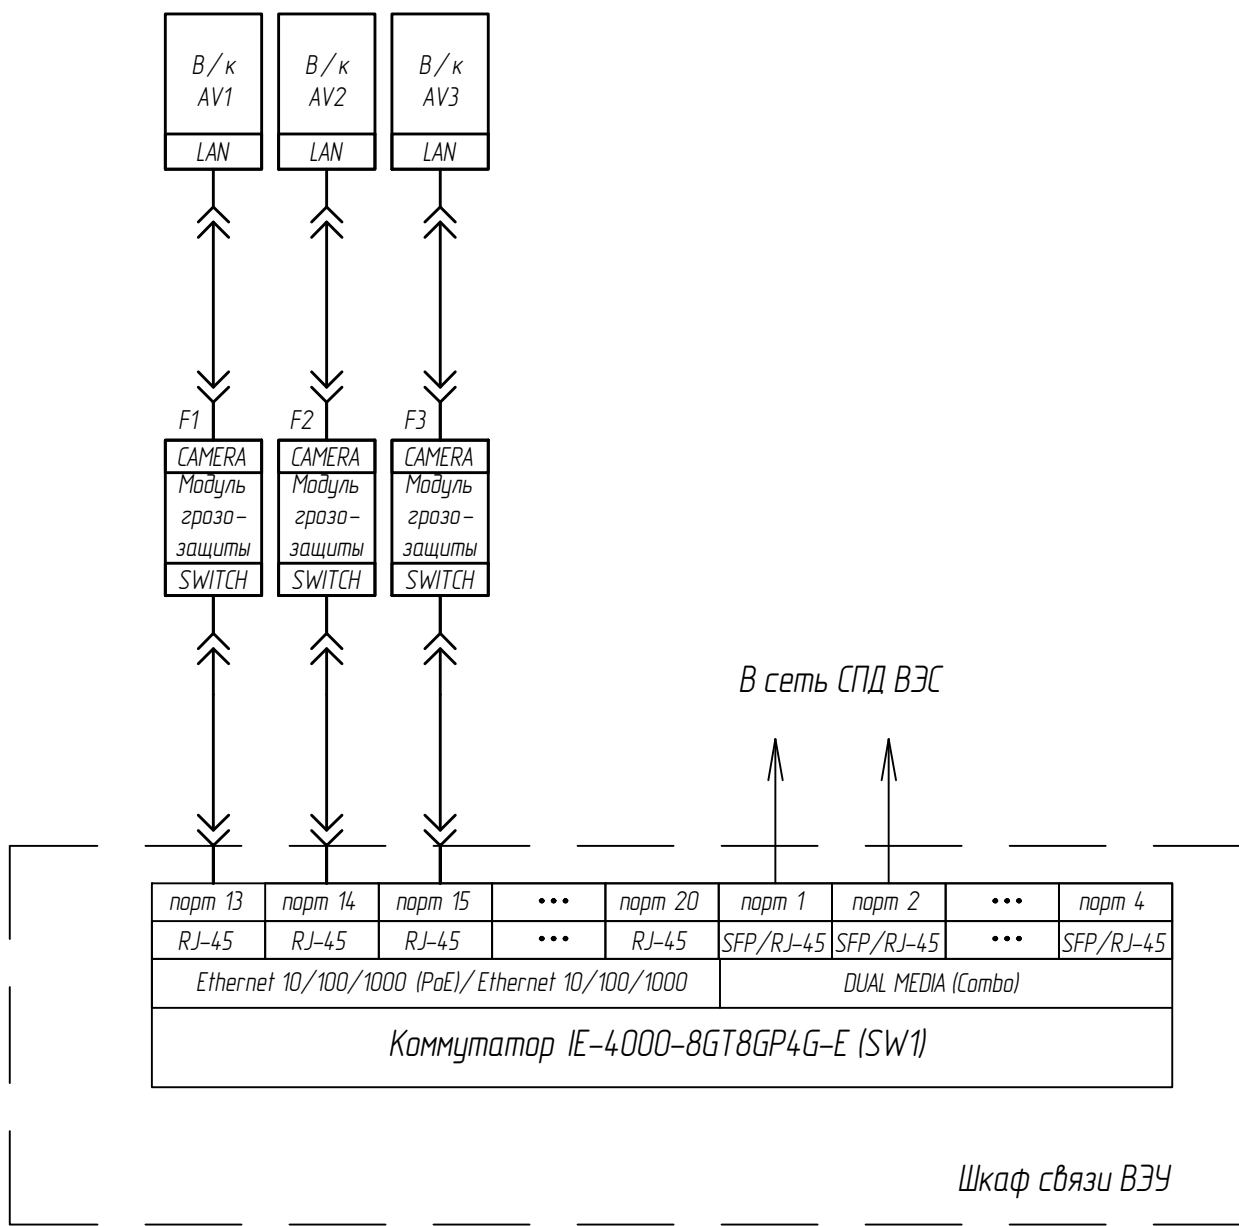 В/к
AV1
В/к
AV2
В/к
AV3
LAN
LAN
LAN
F1
F2
F3
CAMERA
CAMERA
CAMERA
Модуль
грозо-
защиты
Модуль
грозо-
защиты
Модуль
грозо-
защиты
SWITCH
SWITCH
SWITCH
В сеть СПД ВЭС
порт 13
порт 14
порт 15
•••
порт 20
порт 1
порт 2
•••
порт 4
RJ-45
RJ-45
RJ-45
•••
RJ-45
SFP/RJ-45
SFP/RJ-45
•••
SFP/RJ-45
Ethernet 10/100/1000 (PoE)/ Ethernet 10/100/1000
DUAL MEDIA (Combo)
Коммутатор IE-4000-8GT8GP4G-E (SW1)
Шкаф связи ВЭУ